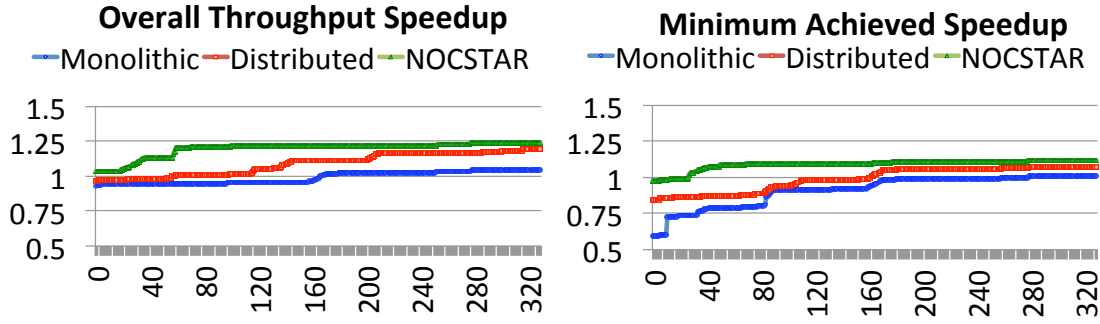 Overall Throughput Speedup
Monolithic Distributed NOCSTAR
1.5
1.25
1
0.75
0.5
0 40 80 120 160 200 240 280 320
Minimum Achieved Speedup
Monolithic Distributed NOCSTAR
1.5
1.25
1
0.75
0.5
0 40 80 120 160 200 240 280 320